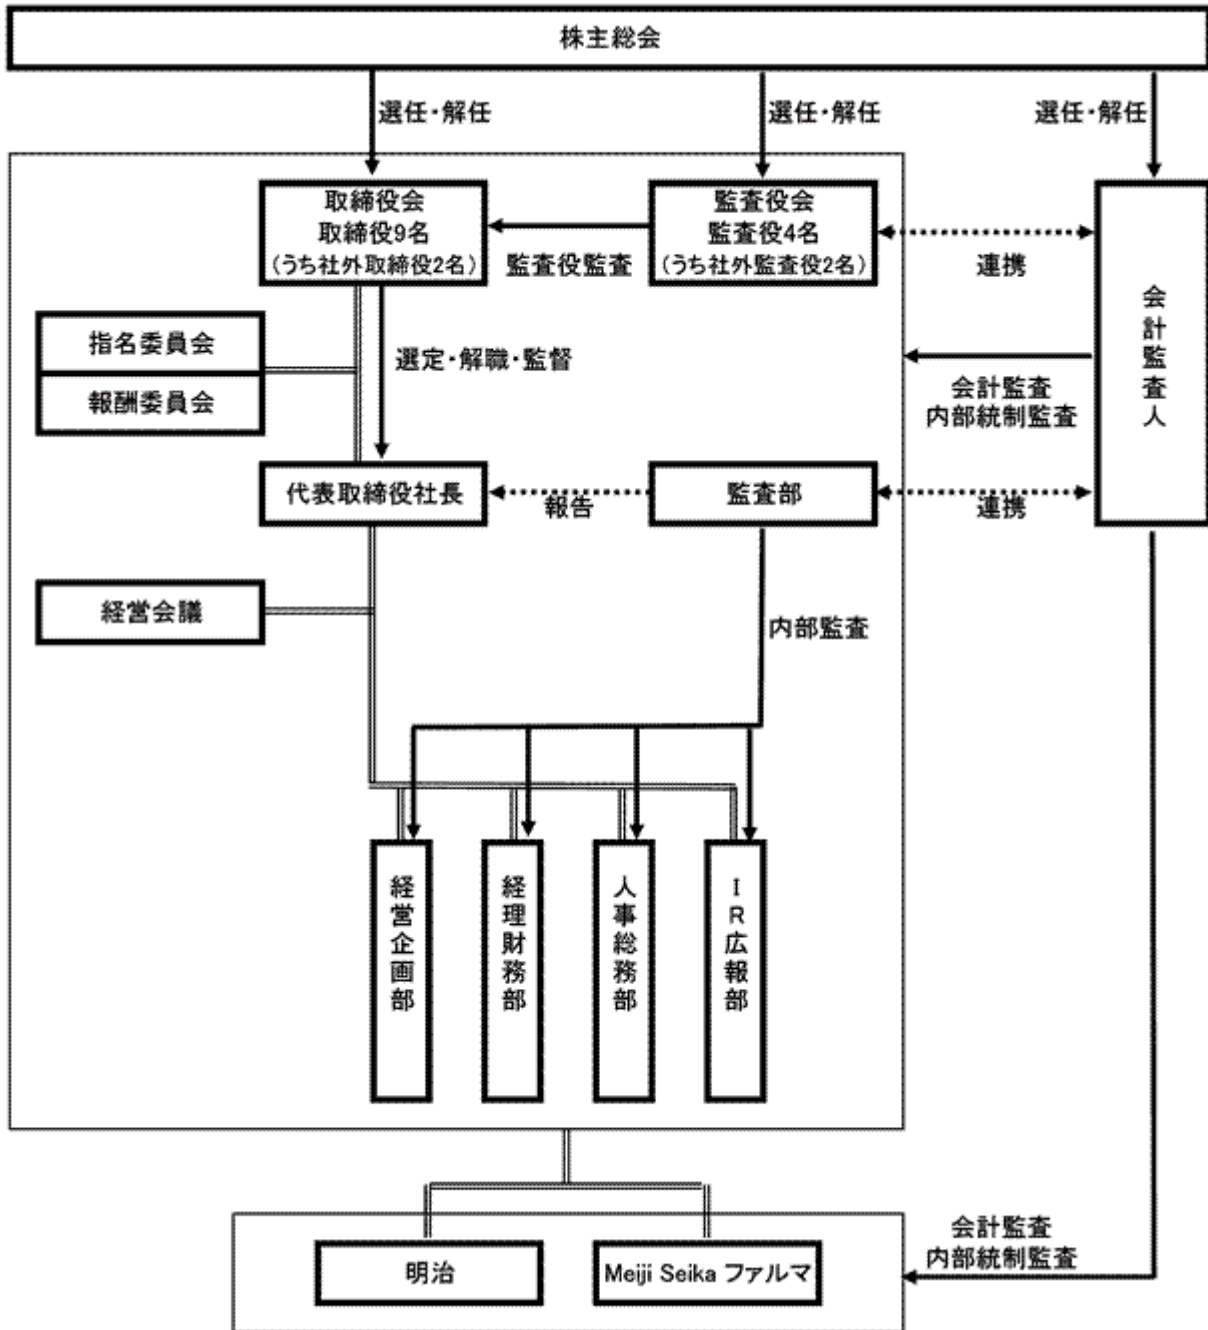 株主総会
選任・解任
選任・解任
選任・解任
取締役会
取締役9名
(うち社外取締役2名)
監査役監査
監査役会
監査役4名
(うち社外監査役2名)
連携
会計監査人
指名委員会
報酬委員会
選定・解職・監督
会計監査
内部統制監査
代表取締役社長
報告
監査部
連携
経営会議
内部監査
経営企画部
経理財務部
人事総務部
IR広報部
明治
Meiji Seika ファルマ
会計監査
内部統制監査